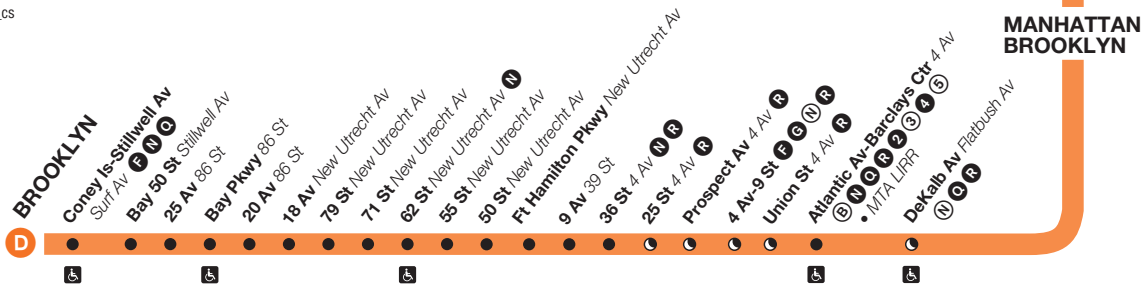 _cs
MANHATTAN
BROOKLYN
BROOKLYN
D
Coney Is-Stillwell Av
Surf Av F N Q
Bay 50 St Stillwell Av
25 Av 86 St
Bay Pkwy 86 St
20 Av 86 St
18 Av New Utrecht Av
79 St New Utrecht Av
71 St New Utrecht Av
62 St New Utrecht Av N
55 St New Utrecht Av
50 St New Utrecht Av
Ft Hamilton Pkwy New Utrecht Av
9 Av 39 St
36 St 4 Av N R
25 St 4 Av R
Prospect Av 4 Av R
4 Av-9 St F G N R
Union St 4 Av R
Atlantic Av-Barclays Ctr 4 Av
B N Q R 2 3 4 5
• MTA LIRR
DeKalb Av Flatbush Av
N Q R